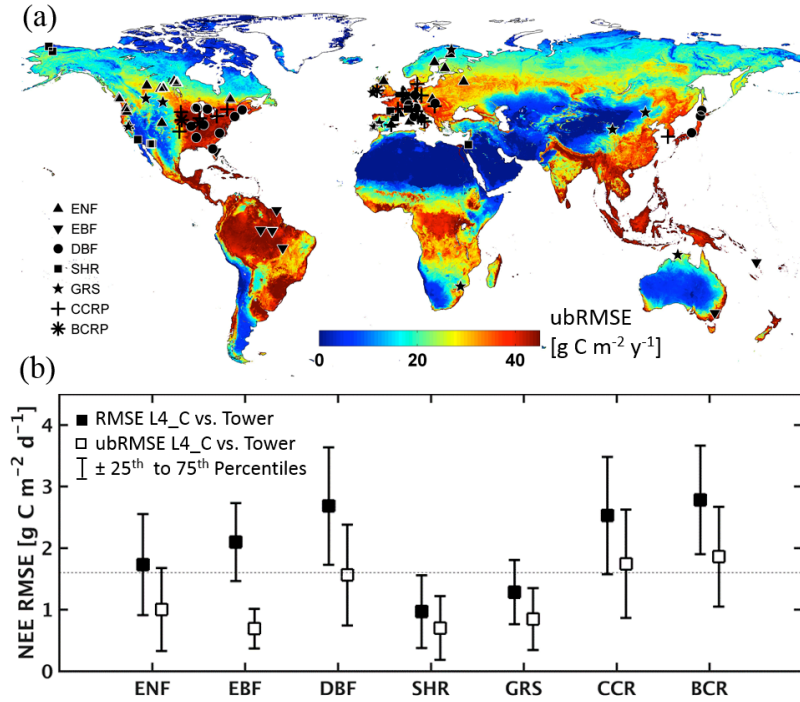 (a)
ENF
EBF
DBF
SHR
GRS
CCRP
BCRP
ubRMSE
[g C m⁻² y⁻¹]
-0 20 40
(b)
NEE RMSE [g C m⁻² d⁻¹]
4
3
2
1
0
RMSE L4_C vs. Tower
ubRMSE L4_C vs. Tower
± 25th to 75th Percentiles
ENF EBF DBF SHR GRS CCR BCR